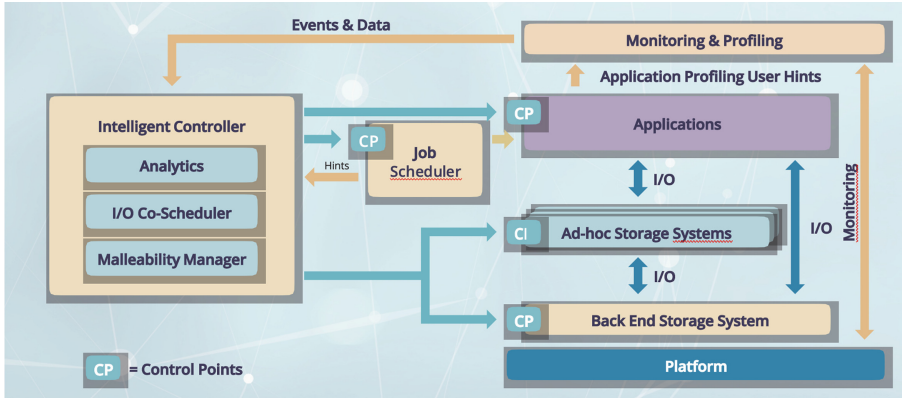 Events & Data
Monitoring & Profiling
Application Profiling User Hints
Intelligent Controller
Analytics
I/O Co-Scheduler
Malleability Manager
CP
Job
Scheduler
Hints
CP
Applications
I/O
I/O
Monitoring
CI
Ad-hoc Storage Systems
I/O
CP
Back End Storage System
Platform
CP = Control Points